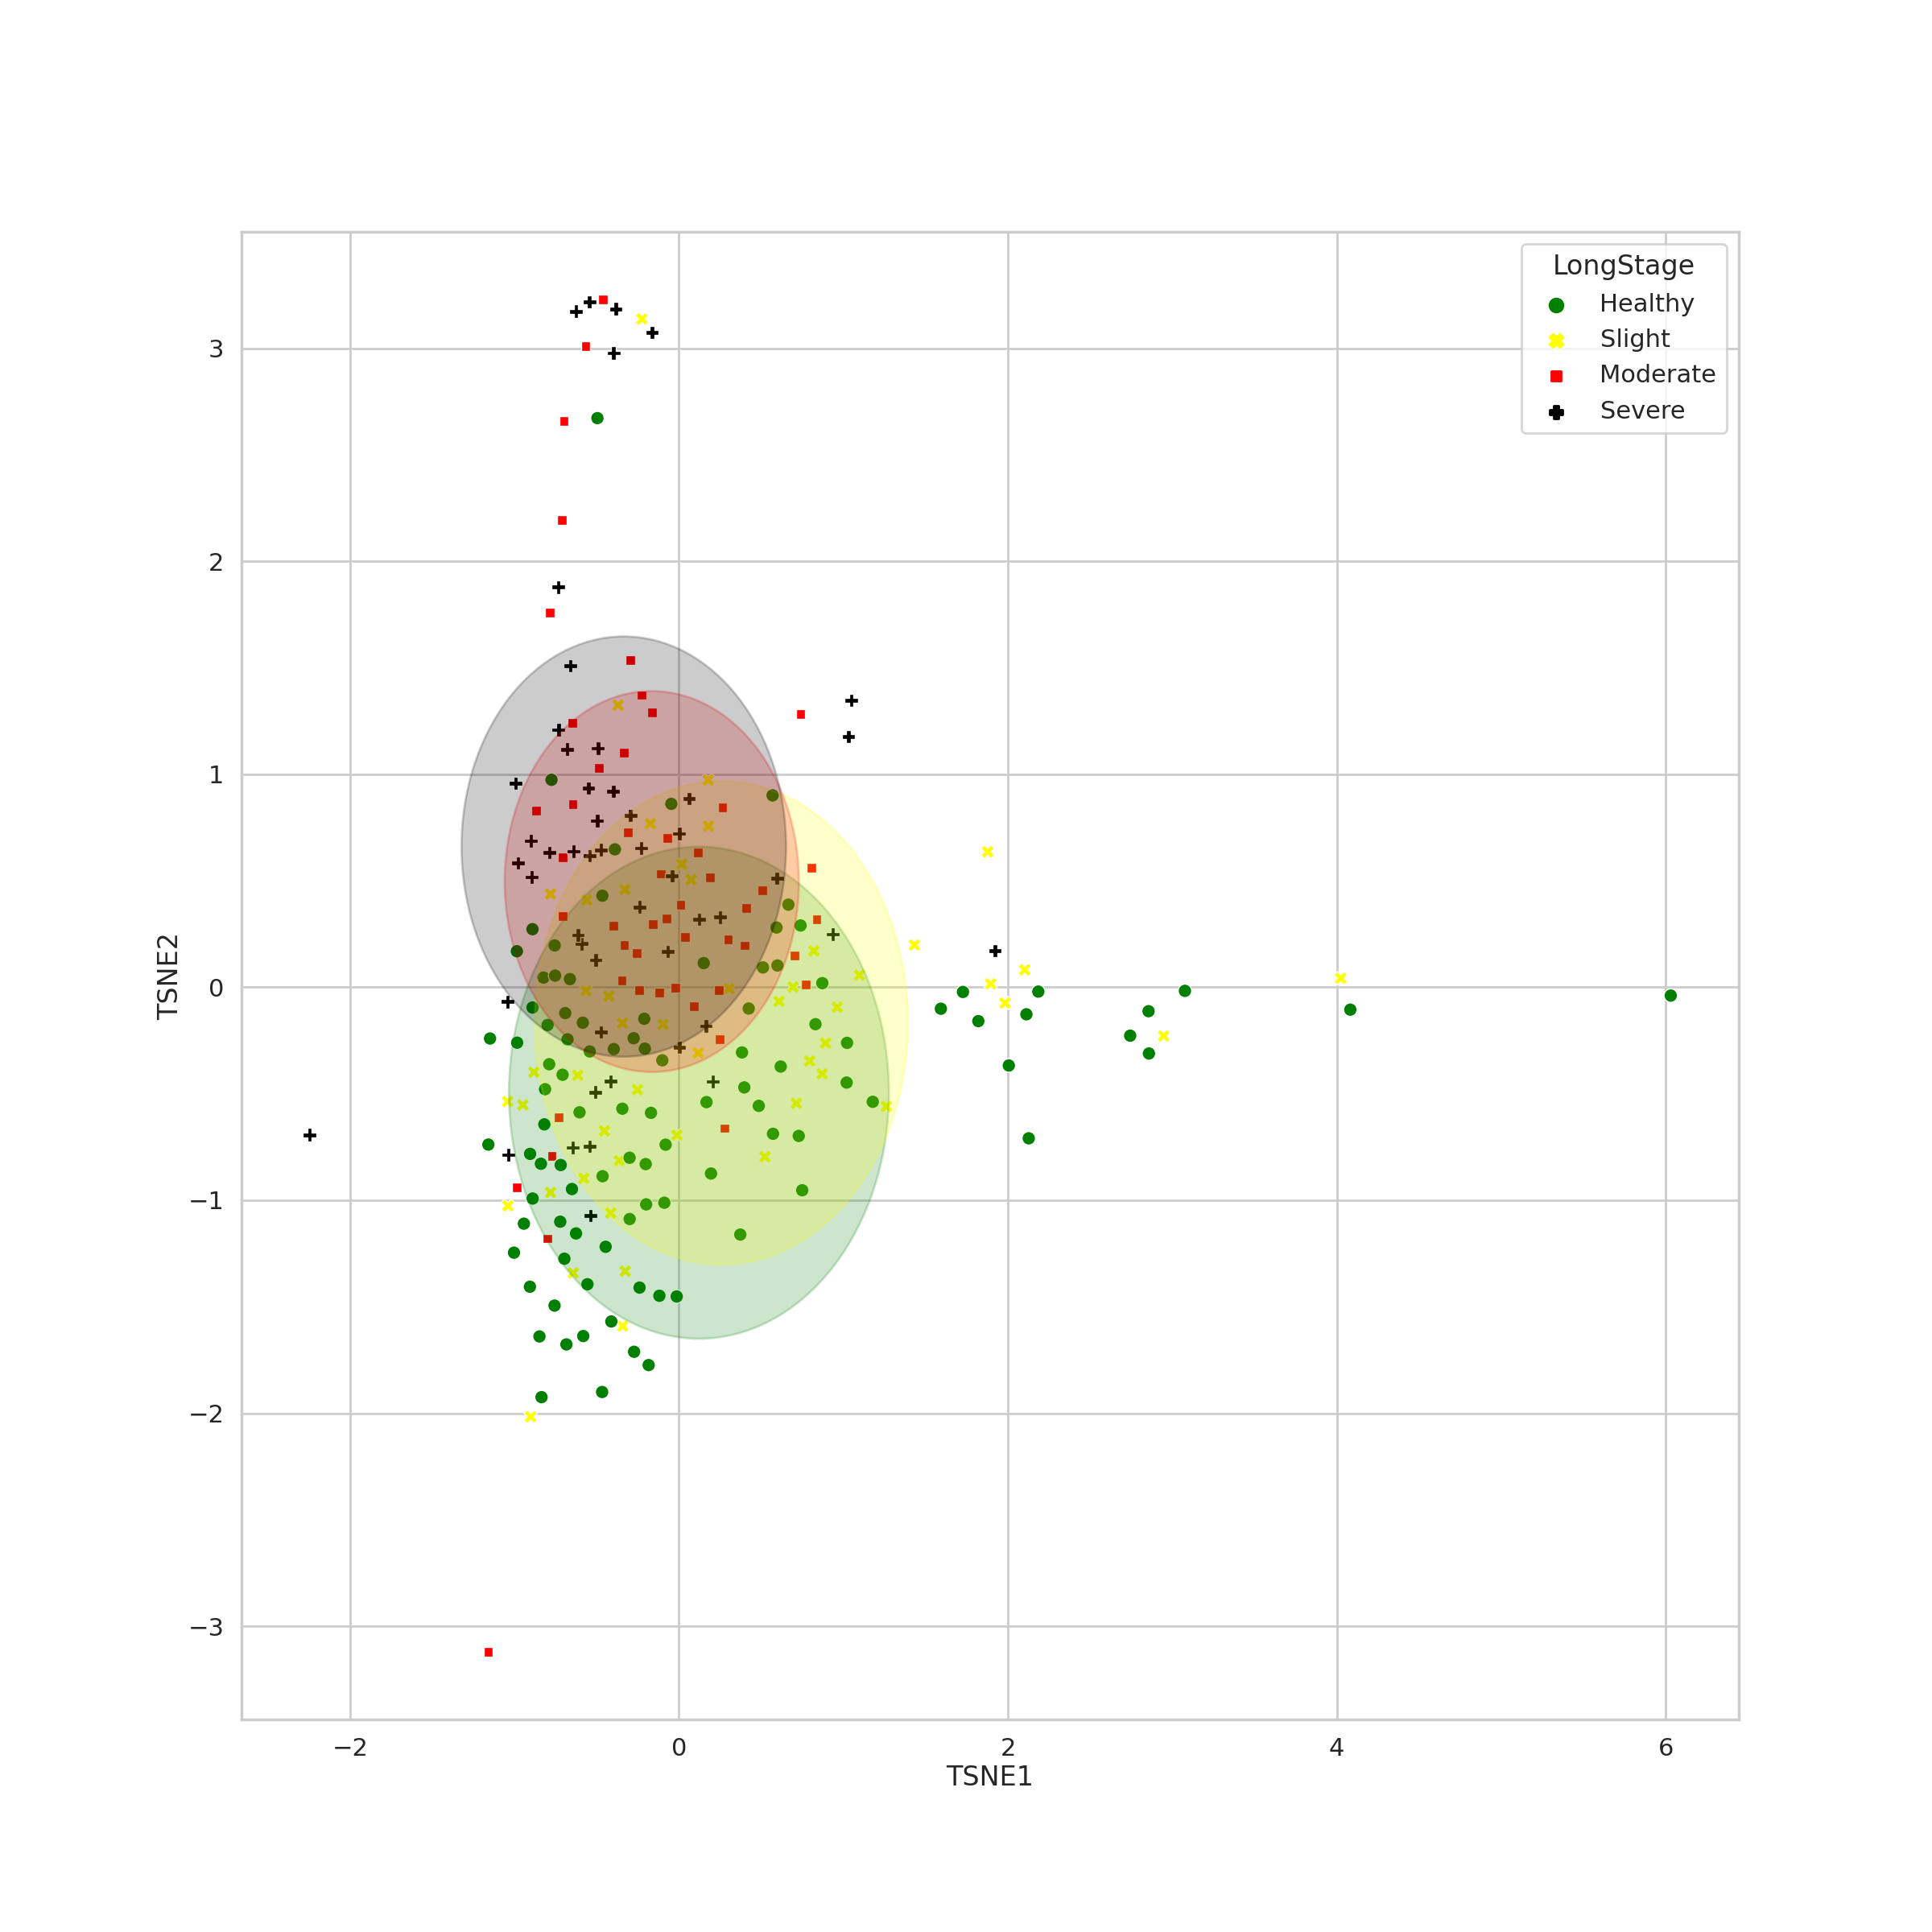 LongStage
Healthy
Slight
Moderate
Severe
3
2
1
0
−1
−2
−3
TSNE2
−2 0 2 4 6
TSNE1